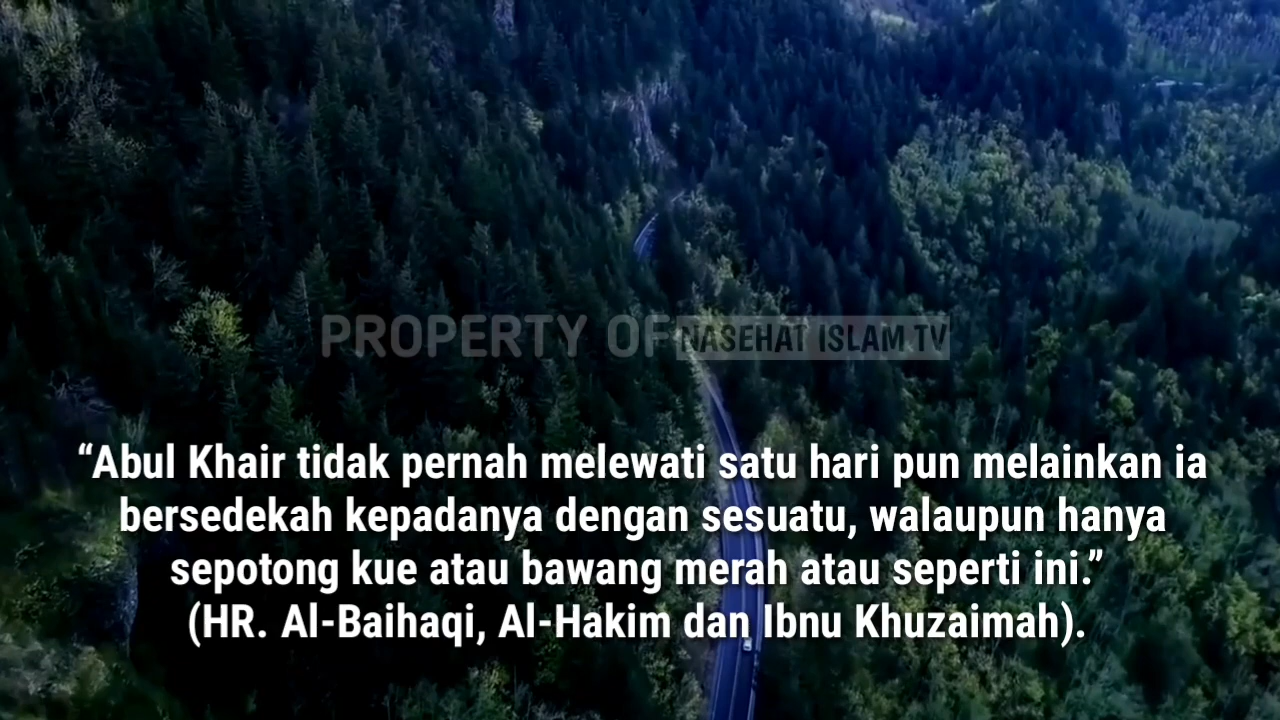 PROPERTY OF NASEHAT ISLAM TV
“Abul Khair tidak pernah melewati satu hari pun melainkan ia
bersedekah kepadanya dengan sesuatu, walaupun hanya
sepotong kue atau bawang merah atau seperti ini.”
(HR. Al-Baihaqi, Al-Hakim dan Ibnu Khuzaimah).